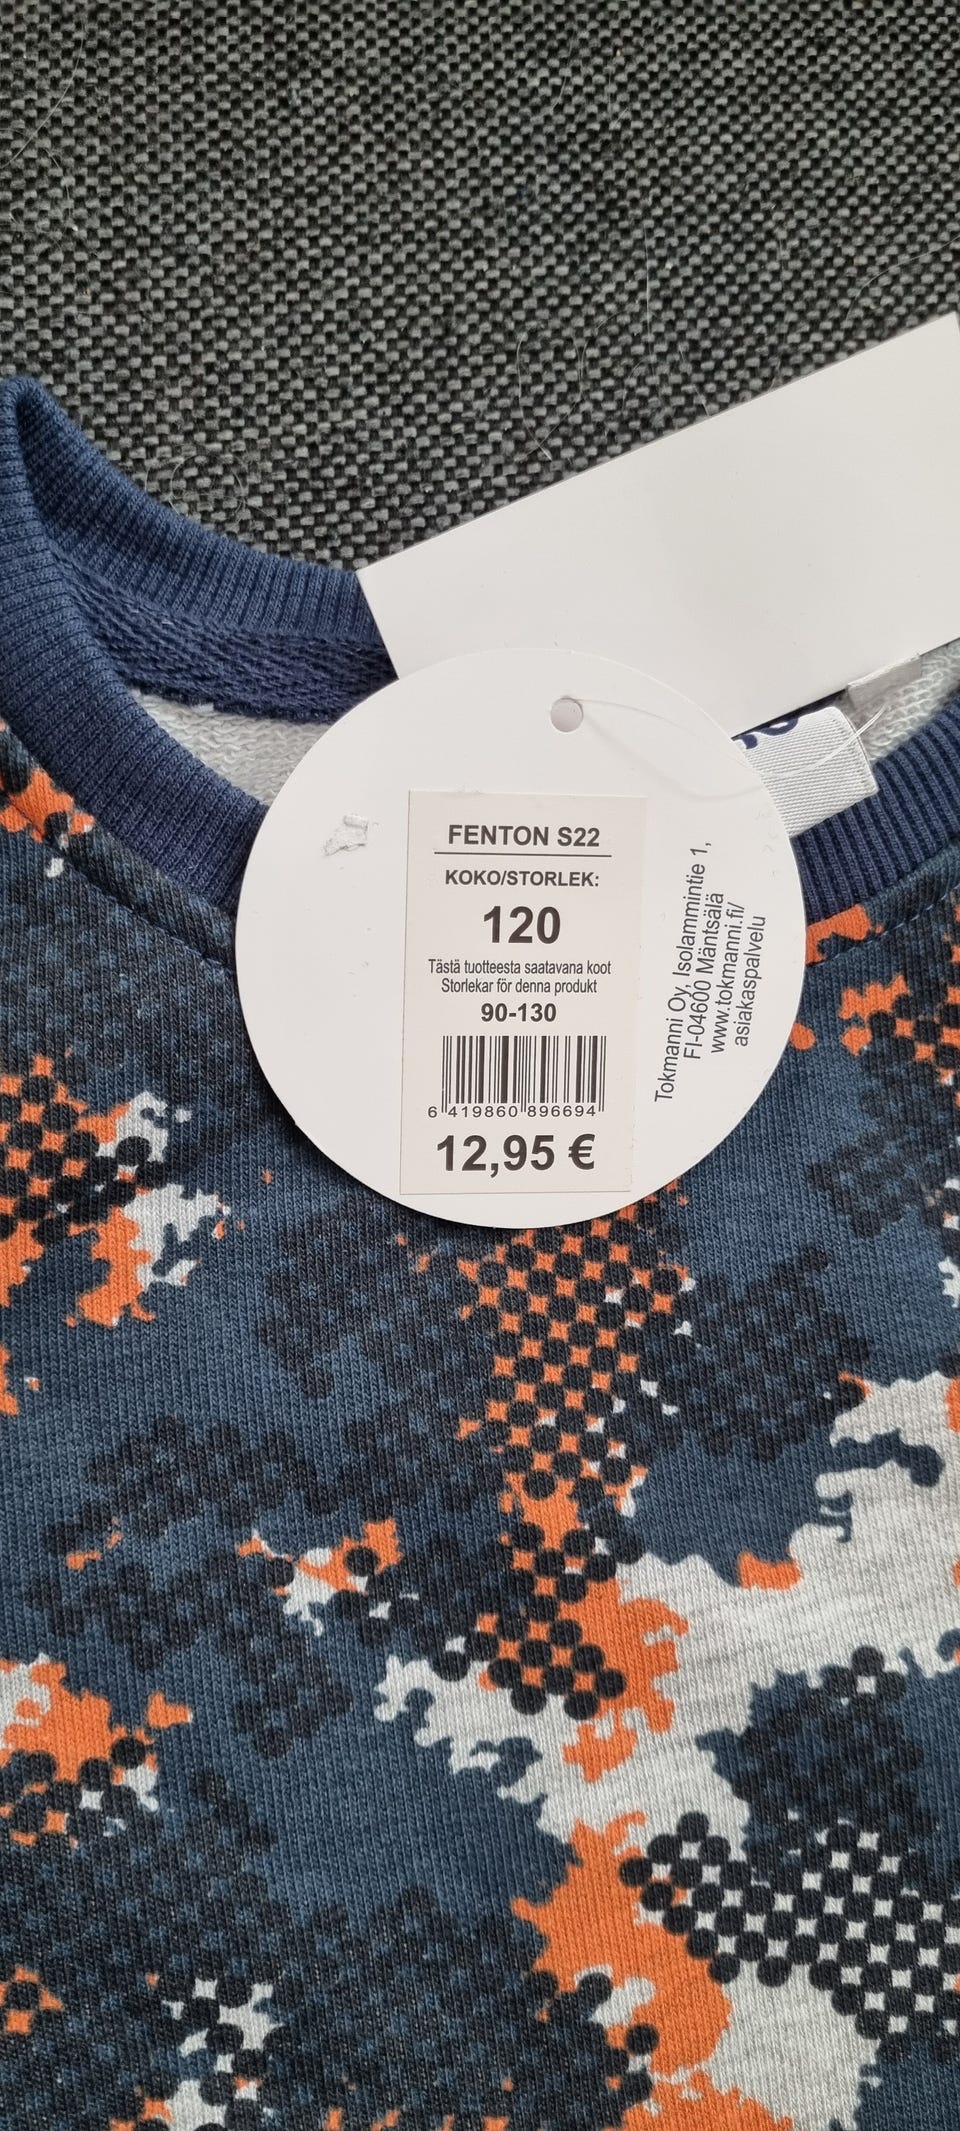 FENTON S22
KOKO/STORLEK:
120
Tästä tuotteesta saatavana koot
Storlekar för denna produkt
90-130
6 419860 896694
12,95 €
Tokmanni Oy, Isolammintie 1,
FI-04600 Mäntsälä
www.tokmanni.fi/
asiakaspalvelu